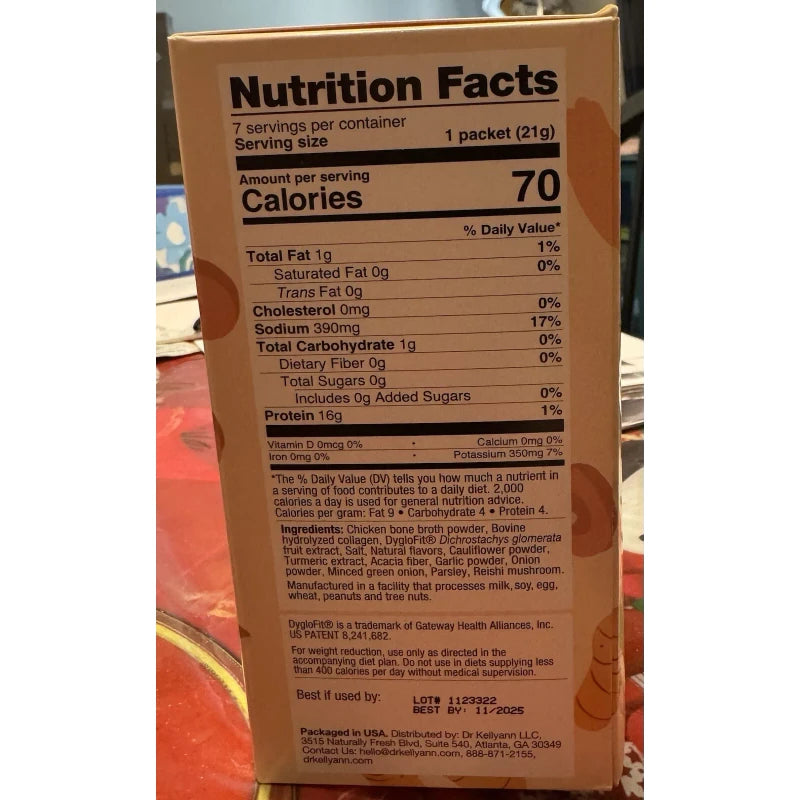 Nutrition Facts
7 servings per container
Serving size 1 packet (21g)
Amount per serving
Calories 70
% Daily Value*
Total Fat 1g 1%
Saturated Fat 0g 0%
Trans Fat 0g
Cholesterol 0mg 0%
Sodium 390mg 17%
Total Carbohydrate 1g 0%
Dietary Fiber 0g 0%
Total Sugars 0g
Includes 0g Added Sugars 0%
Protein 16g 1%
Vitamin D 0mcg 0% • Calcium 0mg 0%
Iron 0mg 0% • Potassium 350mg 7%
*The % Daily Value (DV) tells you how much a nutrient in
a serving of food contributes to a daily diet. 2,000
calories a day is used for general nutrition advice.
Calories per gram: Fat 9 • Carbohydrate 4 • Protein 4.
Ingredients: Chicken bone broth powder, Bovine
hydrolyzed collagen, DygloFit® Dichrostachys glomerata
fruit extract, Salt, Natural flavors, Cauliflower powder,
Turmeric extract, Acacia fiber, Garlic powder, Onion
powder, Minced green onion, Parsley, Reishi mushroom.
Manufactured in a facility that processes milk, soy, egg,
wheat, peanuts and tree nuts.
DygloFit® is a trademark of Gateway Health Alliances, Inc.
US PATENT 8,241,682.
For weight reduction, use only as directed in the
accompanying diet plan. Do not use in diets supplying less
than 400 calories per day without medical supervision.
Best if used by: LOT# 1123322
BEST BY: 11/2025
Packaged in USA. Distributed by: Dr Kellyann LLC,
3515 Naturally Fresh Blvd, Suite 540, Atlanta, GA 30349
Contact Us: hello@drkellyann.com, 888-871-2155,
drkellyann.com